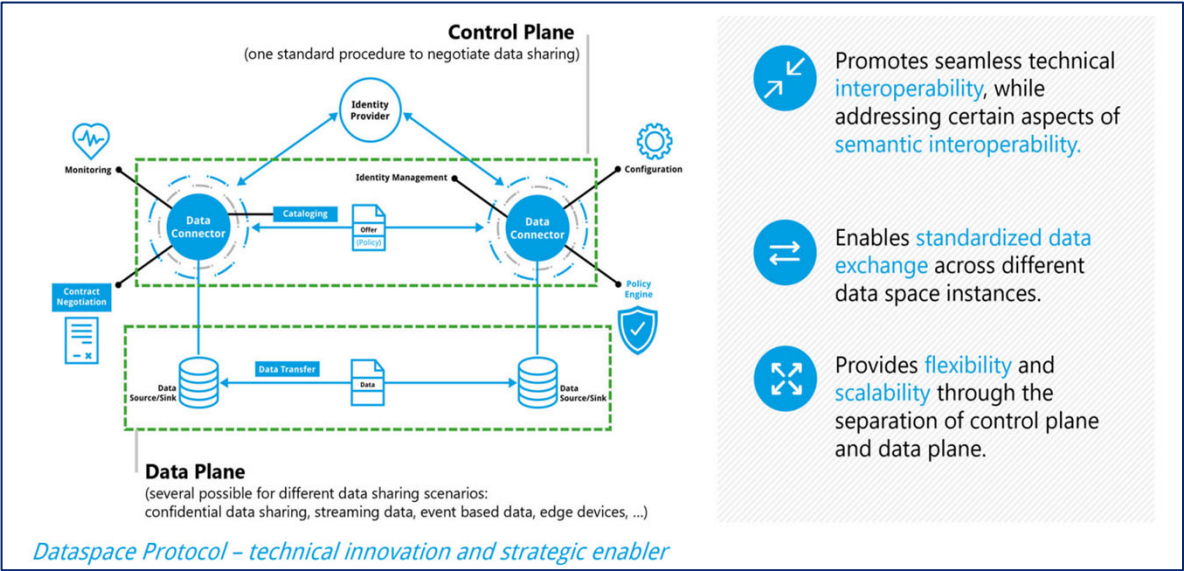 Control Plane
(one standard procedure to negotiate data sharing)
Identity
Provider
Monitoring
Identity Management
Configuration
Data
Connector
Cataloging
Offer
(Policy)
Data
Connector
Contract
Negotiation
Policy
Engine
Data Transfer
Data
Data
Source/Sink
Data
Source/Sink
Data Plane
(several possible for different data sharing scenarios:
confidential data sharing, streaming data, event based data, edge devices, ...)
Promotes seamless technical
interoperability, while
addressing certain aspects of
semantic interoperability.
Enables standardized data
exchange across different
data space instances.
Provides flexibility and
scalability through the
separation of control plane
and data plane.
Dataspace Protocol – technical innovation and strategic enabler